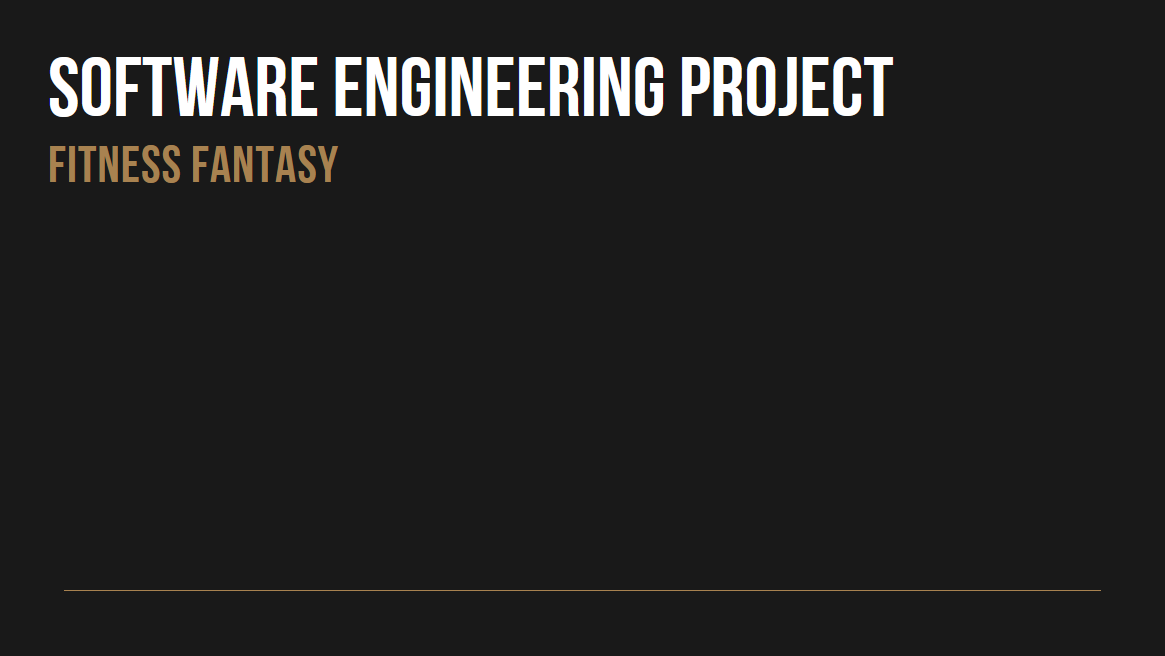 SOFTWARE ENGINEERING PROJECT
FITNESS FANTASY